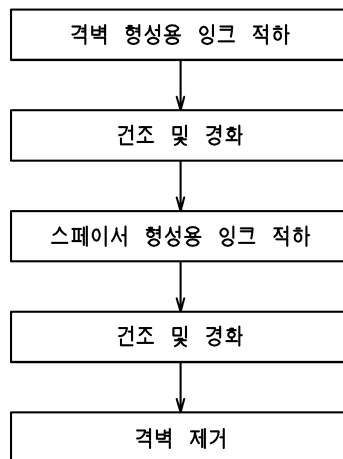 격벽 형성용 잉크 적하
건조 및 경화
스페이서 형성용 잉크 적하
건조 및 경화
격벽 제거